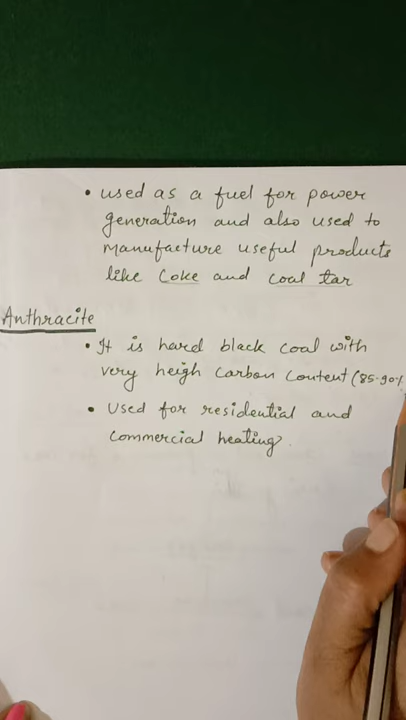 • used as a fuel for power
generation and also used to
manufacture useful products
like Coke and coal tar
Anthracite
• It is hard black coal with
very heigh carbon content (85-90%
• Used for residential and
commercial heating.